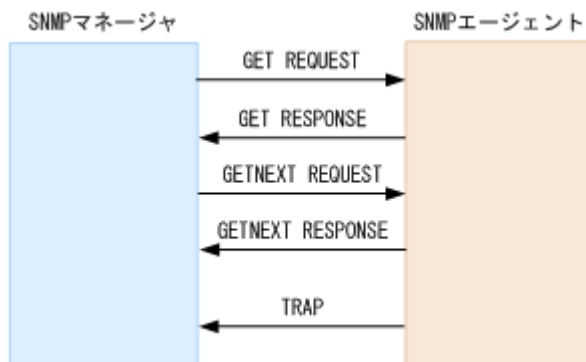 SNMPマネージャ
SNMPエージェント
GET REQUEST
GET RESPONSE
GETNEXT REQUEST
GETNEXT RESPONSE
TRAP